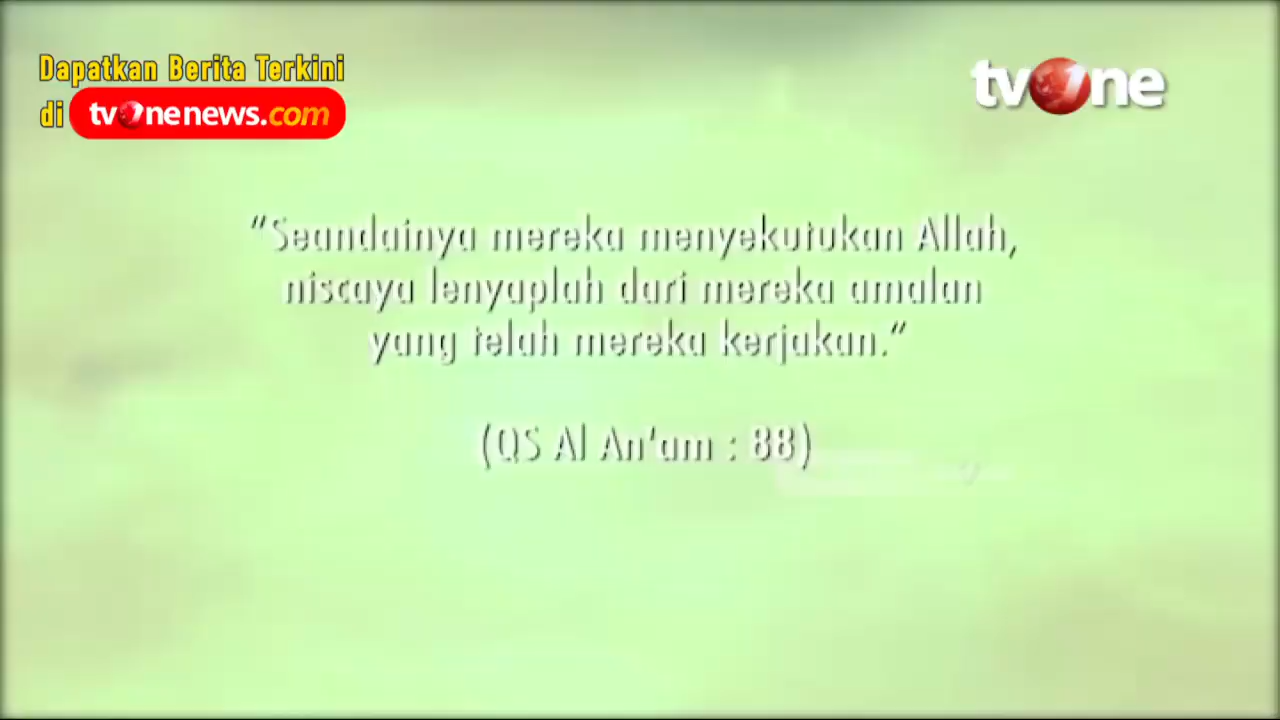 Dapatkan Berita Terkini
di tvonenews.com
tvOne
"Seandainya mereka menyekutukan Allah,
niscaya lenyaplah dari mereka amalan
yang telah mereka kerjakan."
(QS Al An'am : 88)